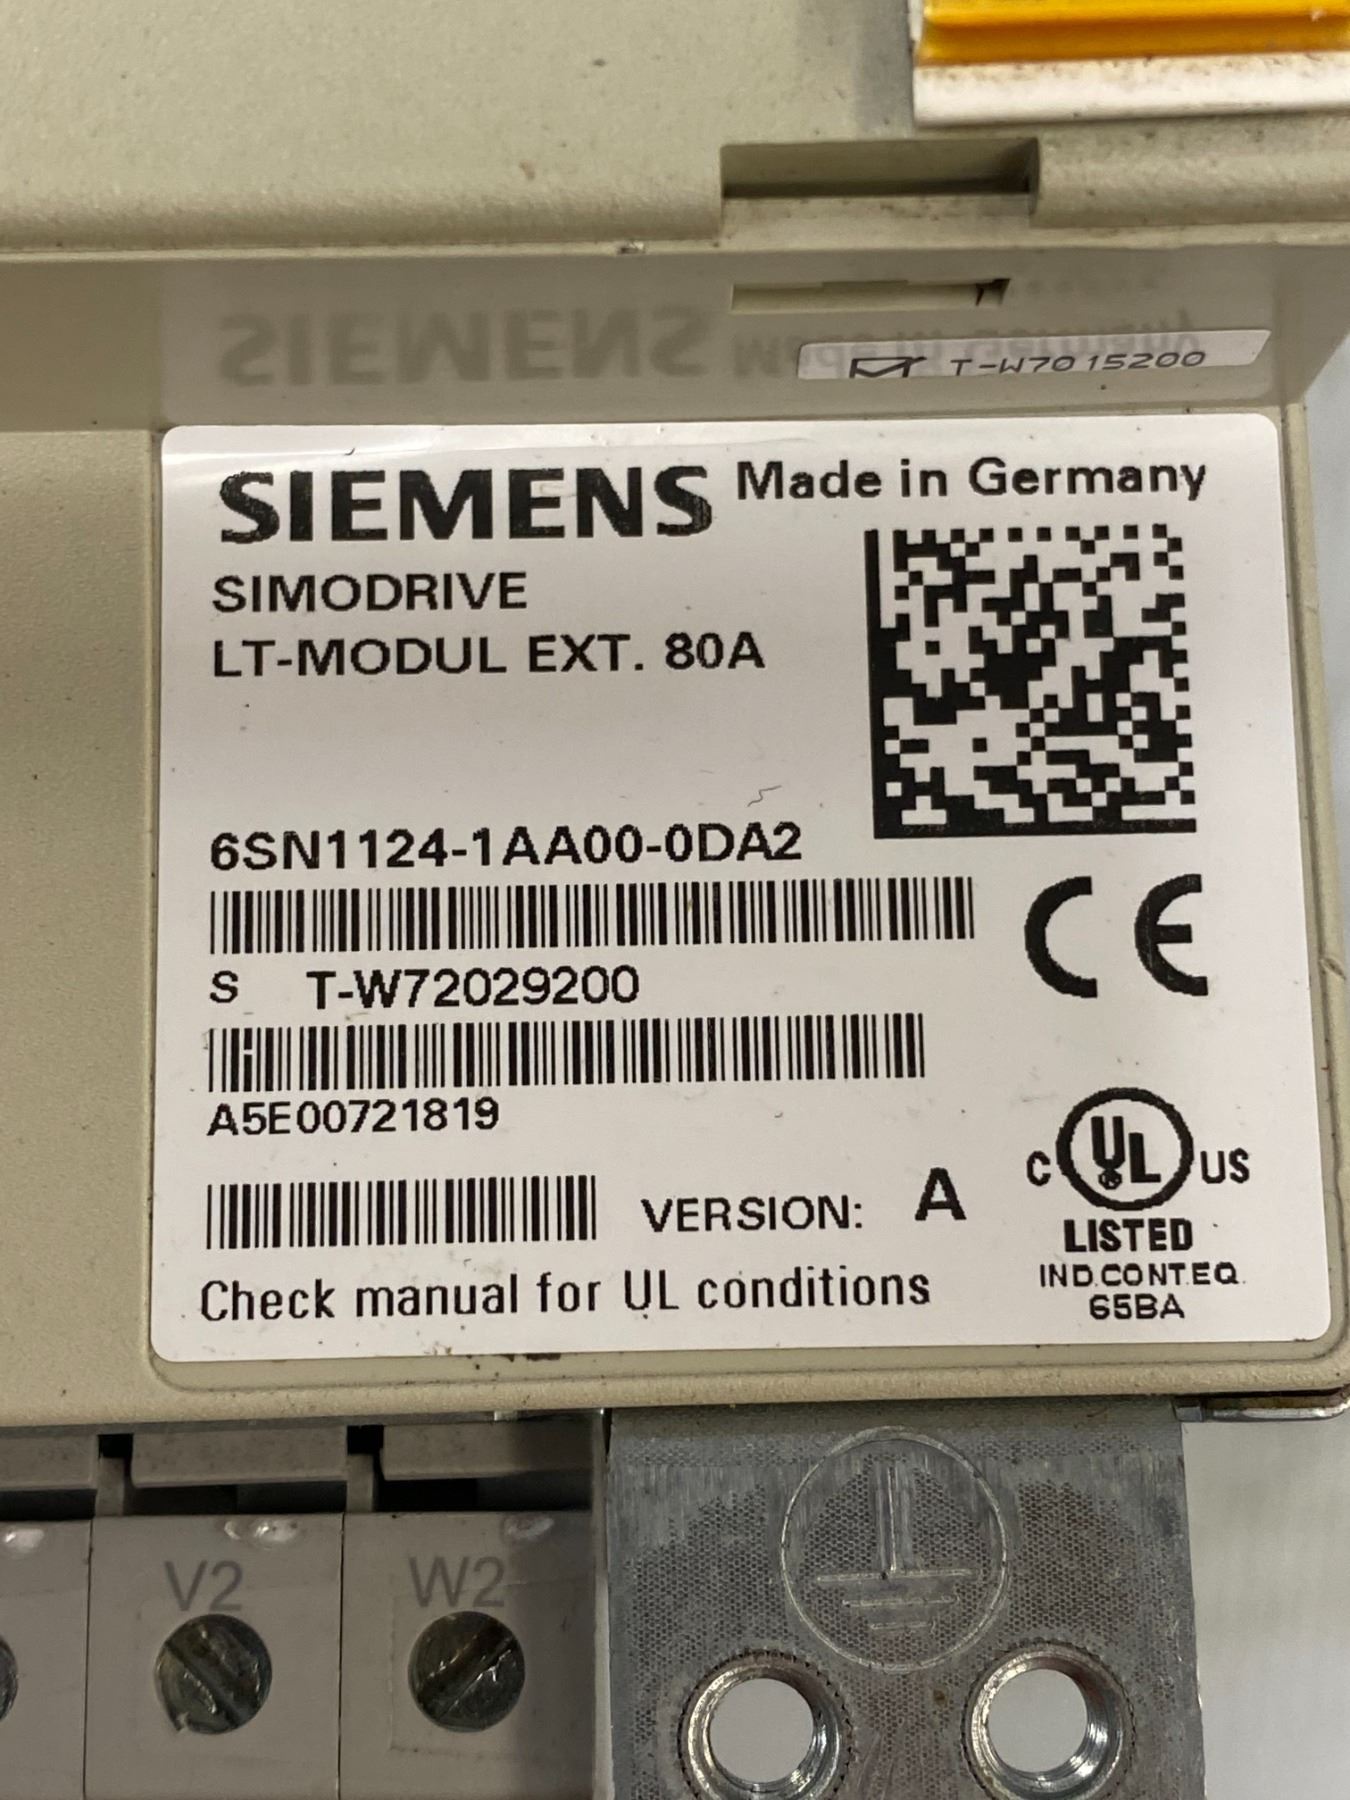 T-W7015200
SIEMENS Made in Germany
SIMODRIVE
LT-MODUL EXT. 80A
6SN1124-1AA00-0DA2
CE
S T-W72029200
A5E00721819
C UL US
LISTED
IND.CONT.EQ.
65BA
VERSION: A
Check manual for UL conditions
V2 W2